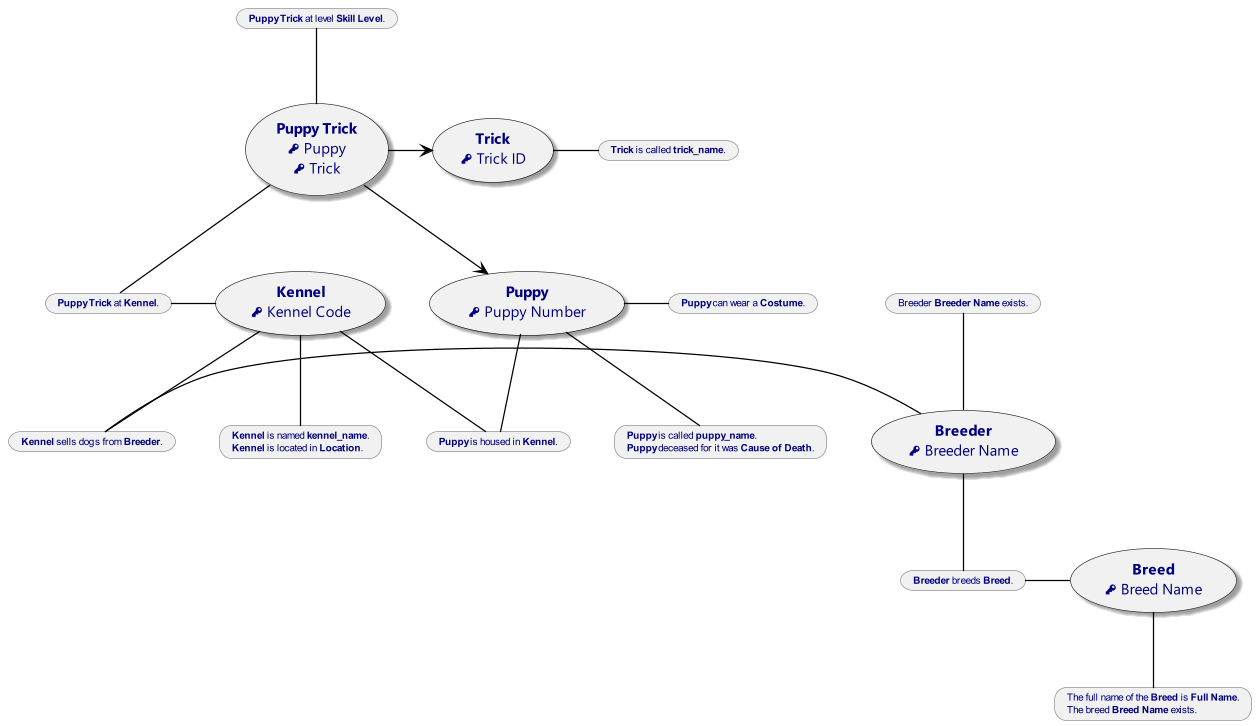 Puppy Trick at level Skill Level.
Puppy Trick
Puppy
Trick
Trick
Trick ID
Trick is called trick_name.
Puppy Trick at Kennel.
Kennel
Kennel Code
Puppy
Puppy Number
Puppy can wear a Costume.
Breeder Breeder Name exists.
Kennel sells dogs from Breeder.
Kennel is named kennel_name.
Kennel is located in Location.
Puppy is housed in Kennel.
Puppy is called puppy_name.
Puppy deceased for it was Cause of Death.
Breeder
Breeder Name
Breeder breeds Breed.
Breed
Breed Name
The full name of the Breed is Full Name.
The breed Breed Name exists.